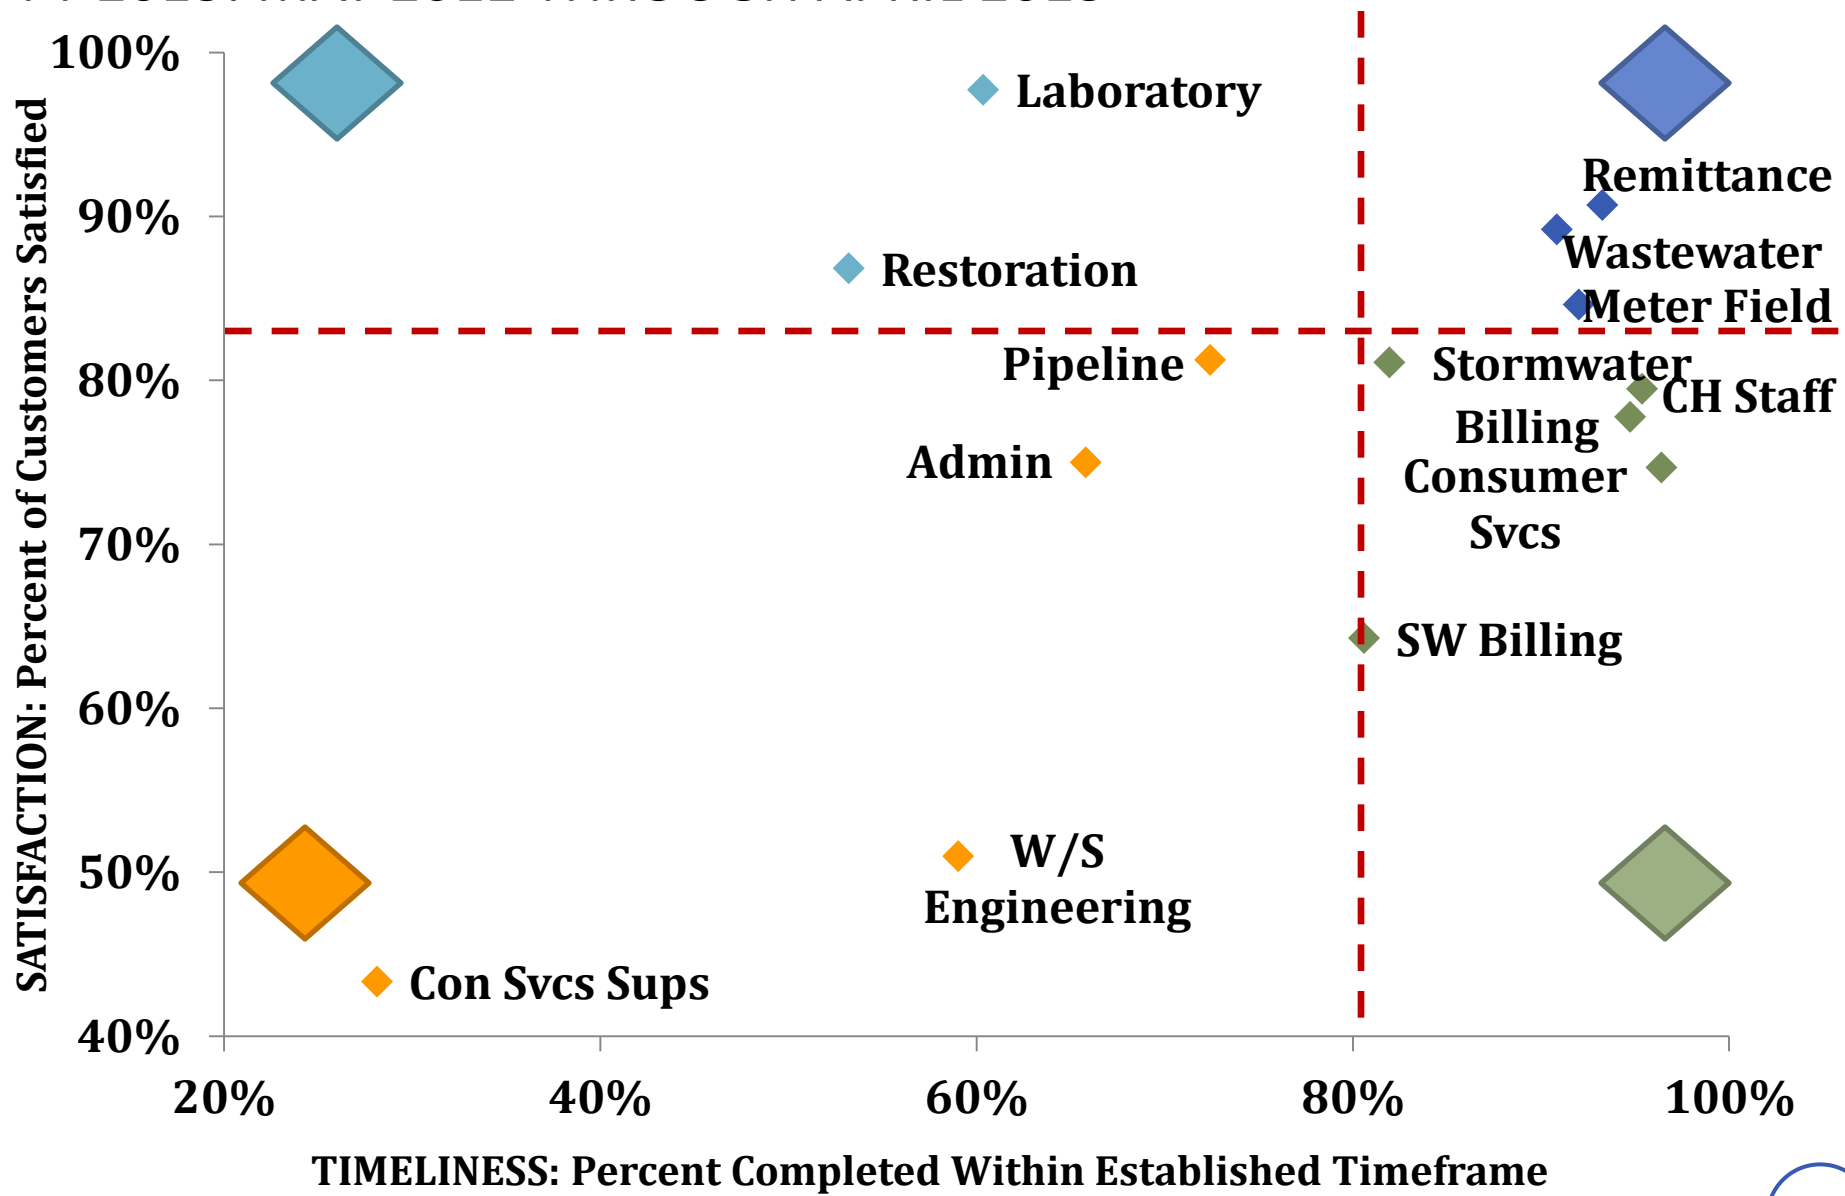 100%
Laboratory
Remittance
90%
Wastewater
Restoration
Meter Field
Pipeline
Stormwater
80%
CH Staff
Billing
Admin
Consumer
Svcs
70%
SW Billing
60%
W/S
Engineering
50%
Con Svcs Sups
40%
SATISFACTION: Percent of Customers Satisfied
20%
40%
60%
80%
100%
TIMELINESS: Percent Completed Within Established Timeframe